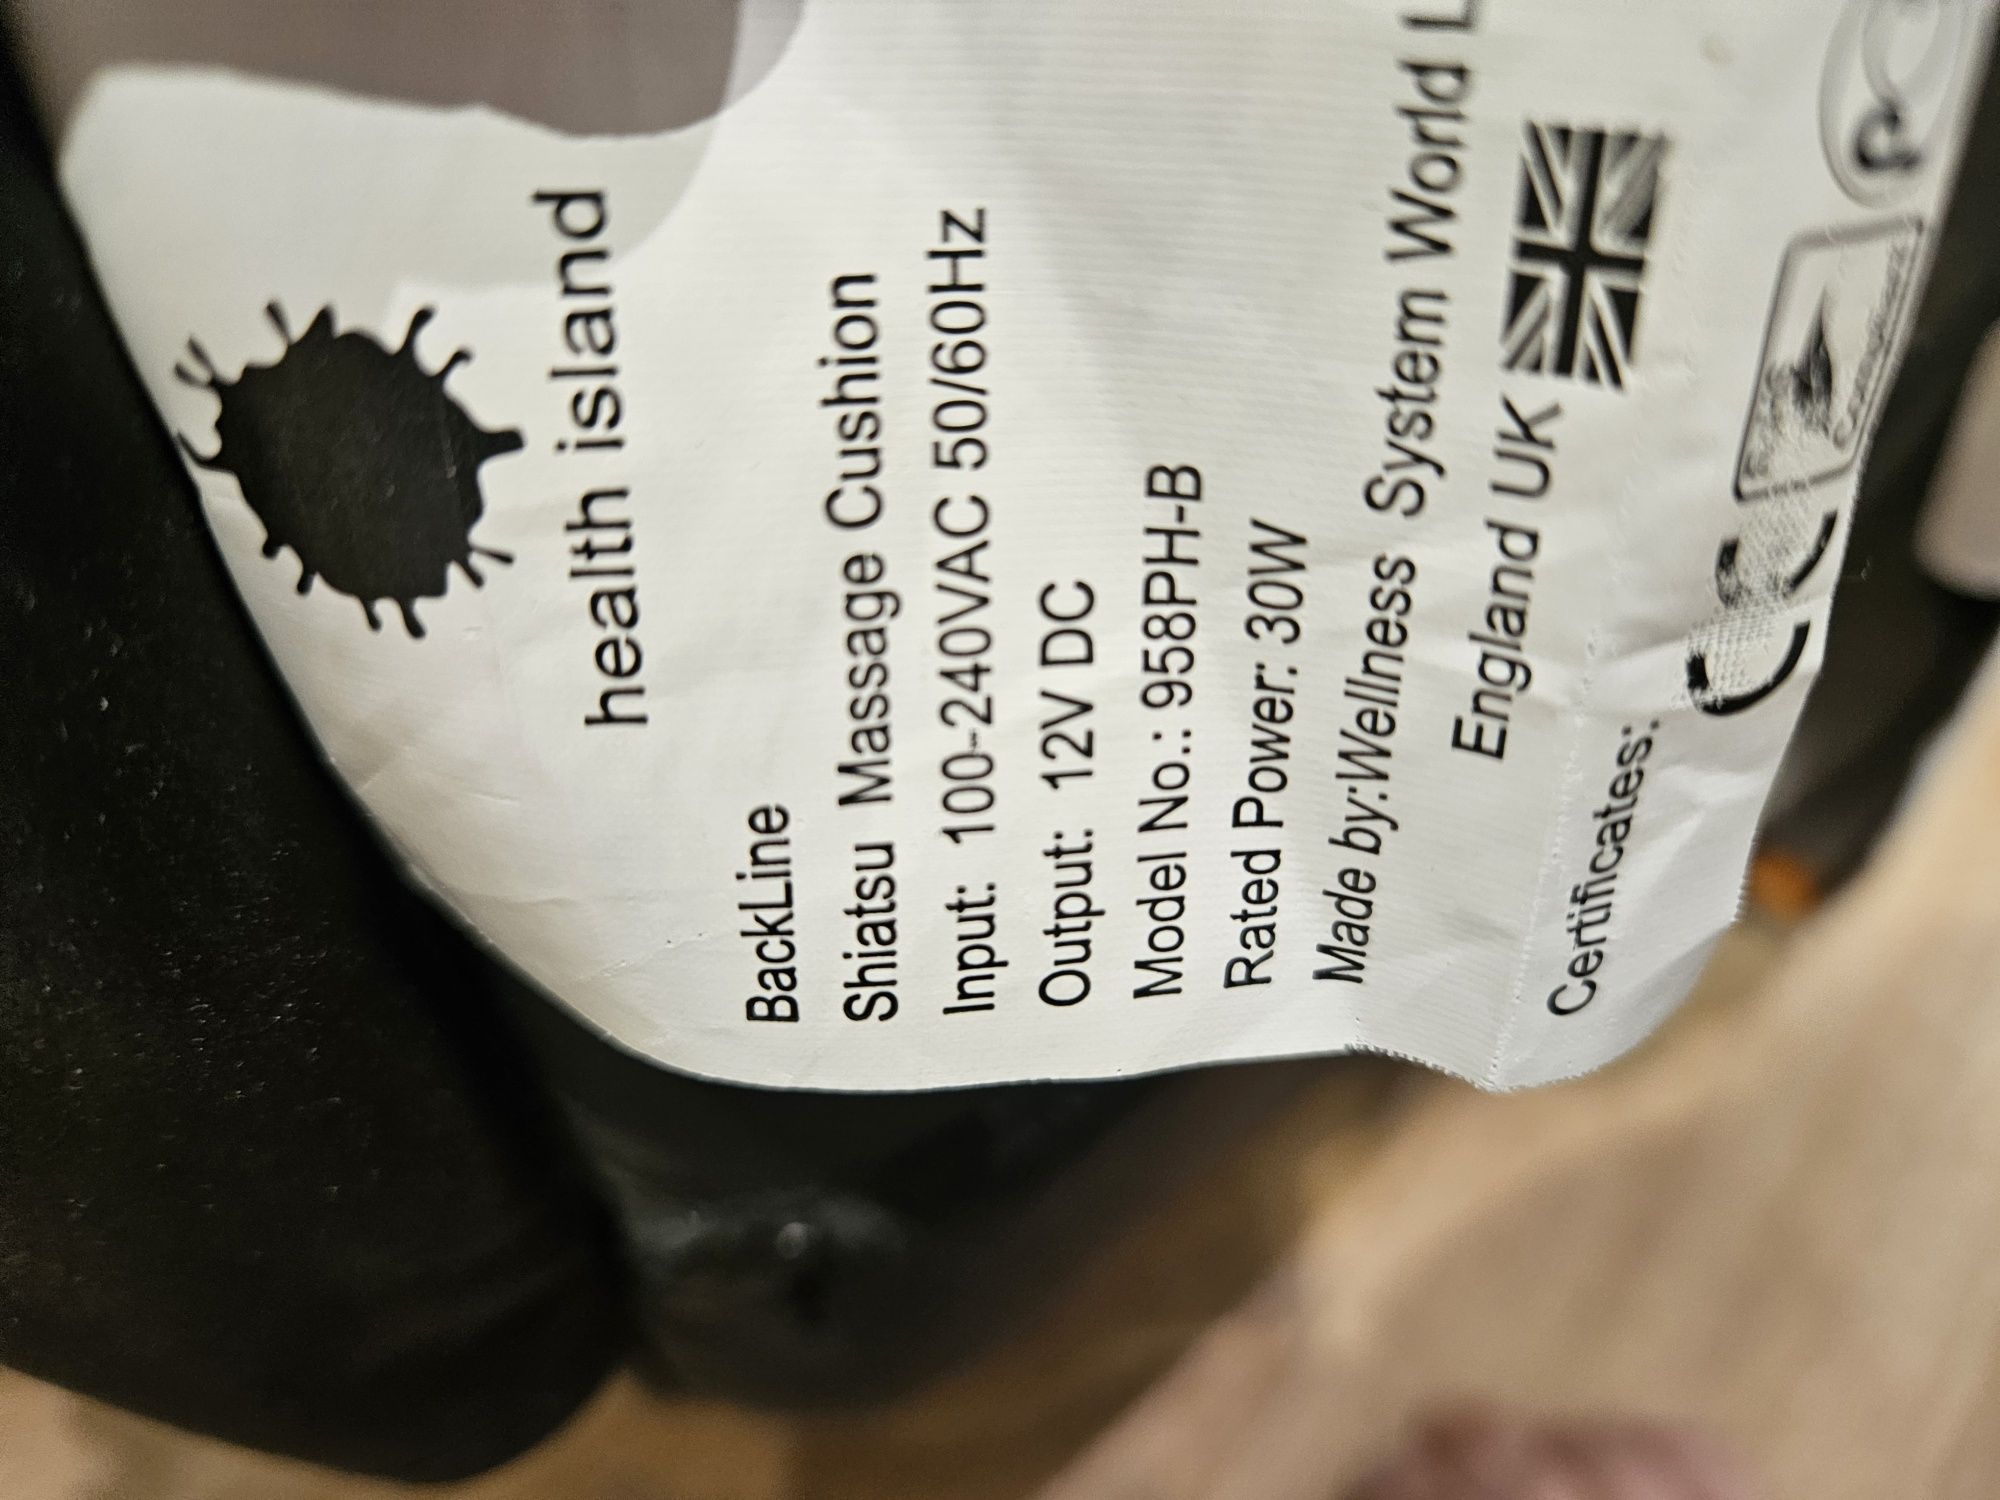 health island
BackLine
Shiatsu Massage Cushion
Input: 100-240VAC 50/60Hz
Output: 12V DC
Model No.: 958PH-B
Rated Power: 30W
Made by:Wellness System World L
England UK
Certificates:
CE